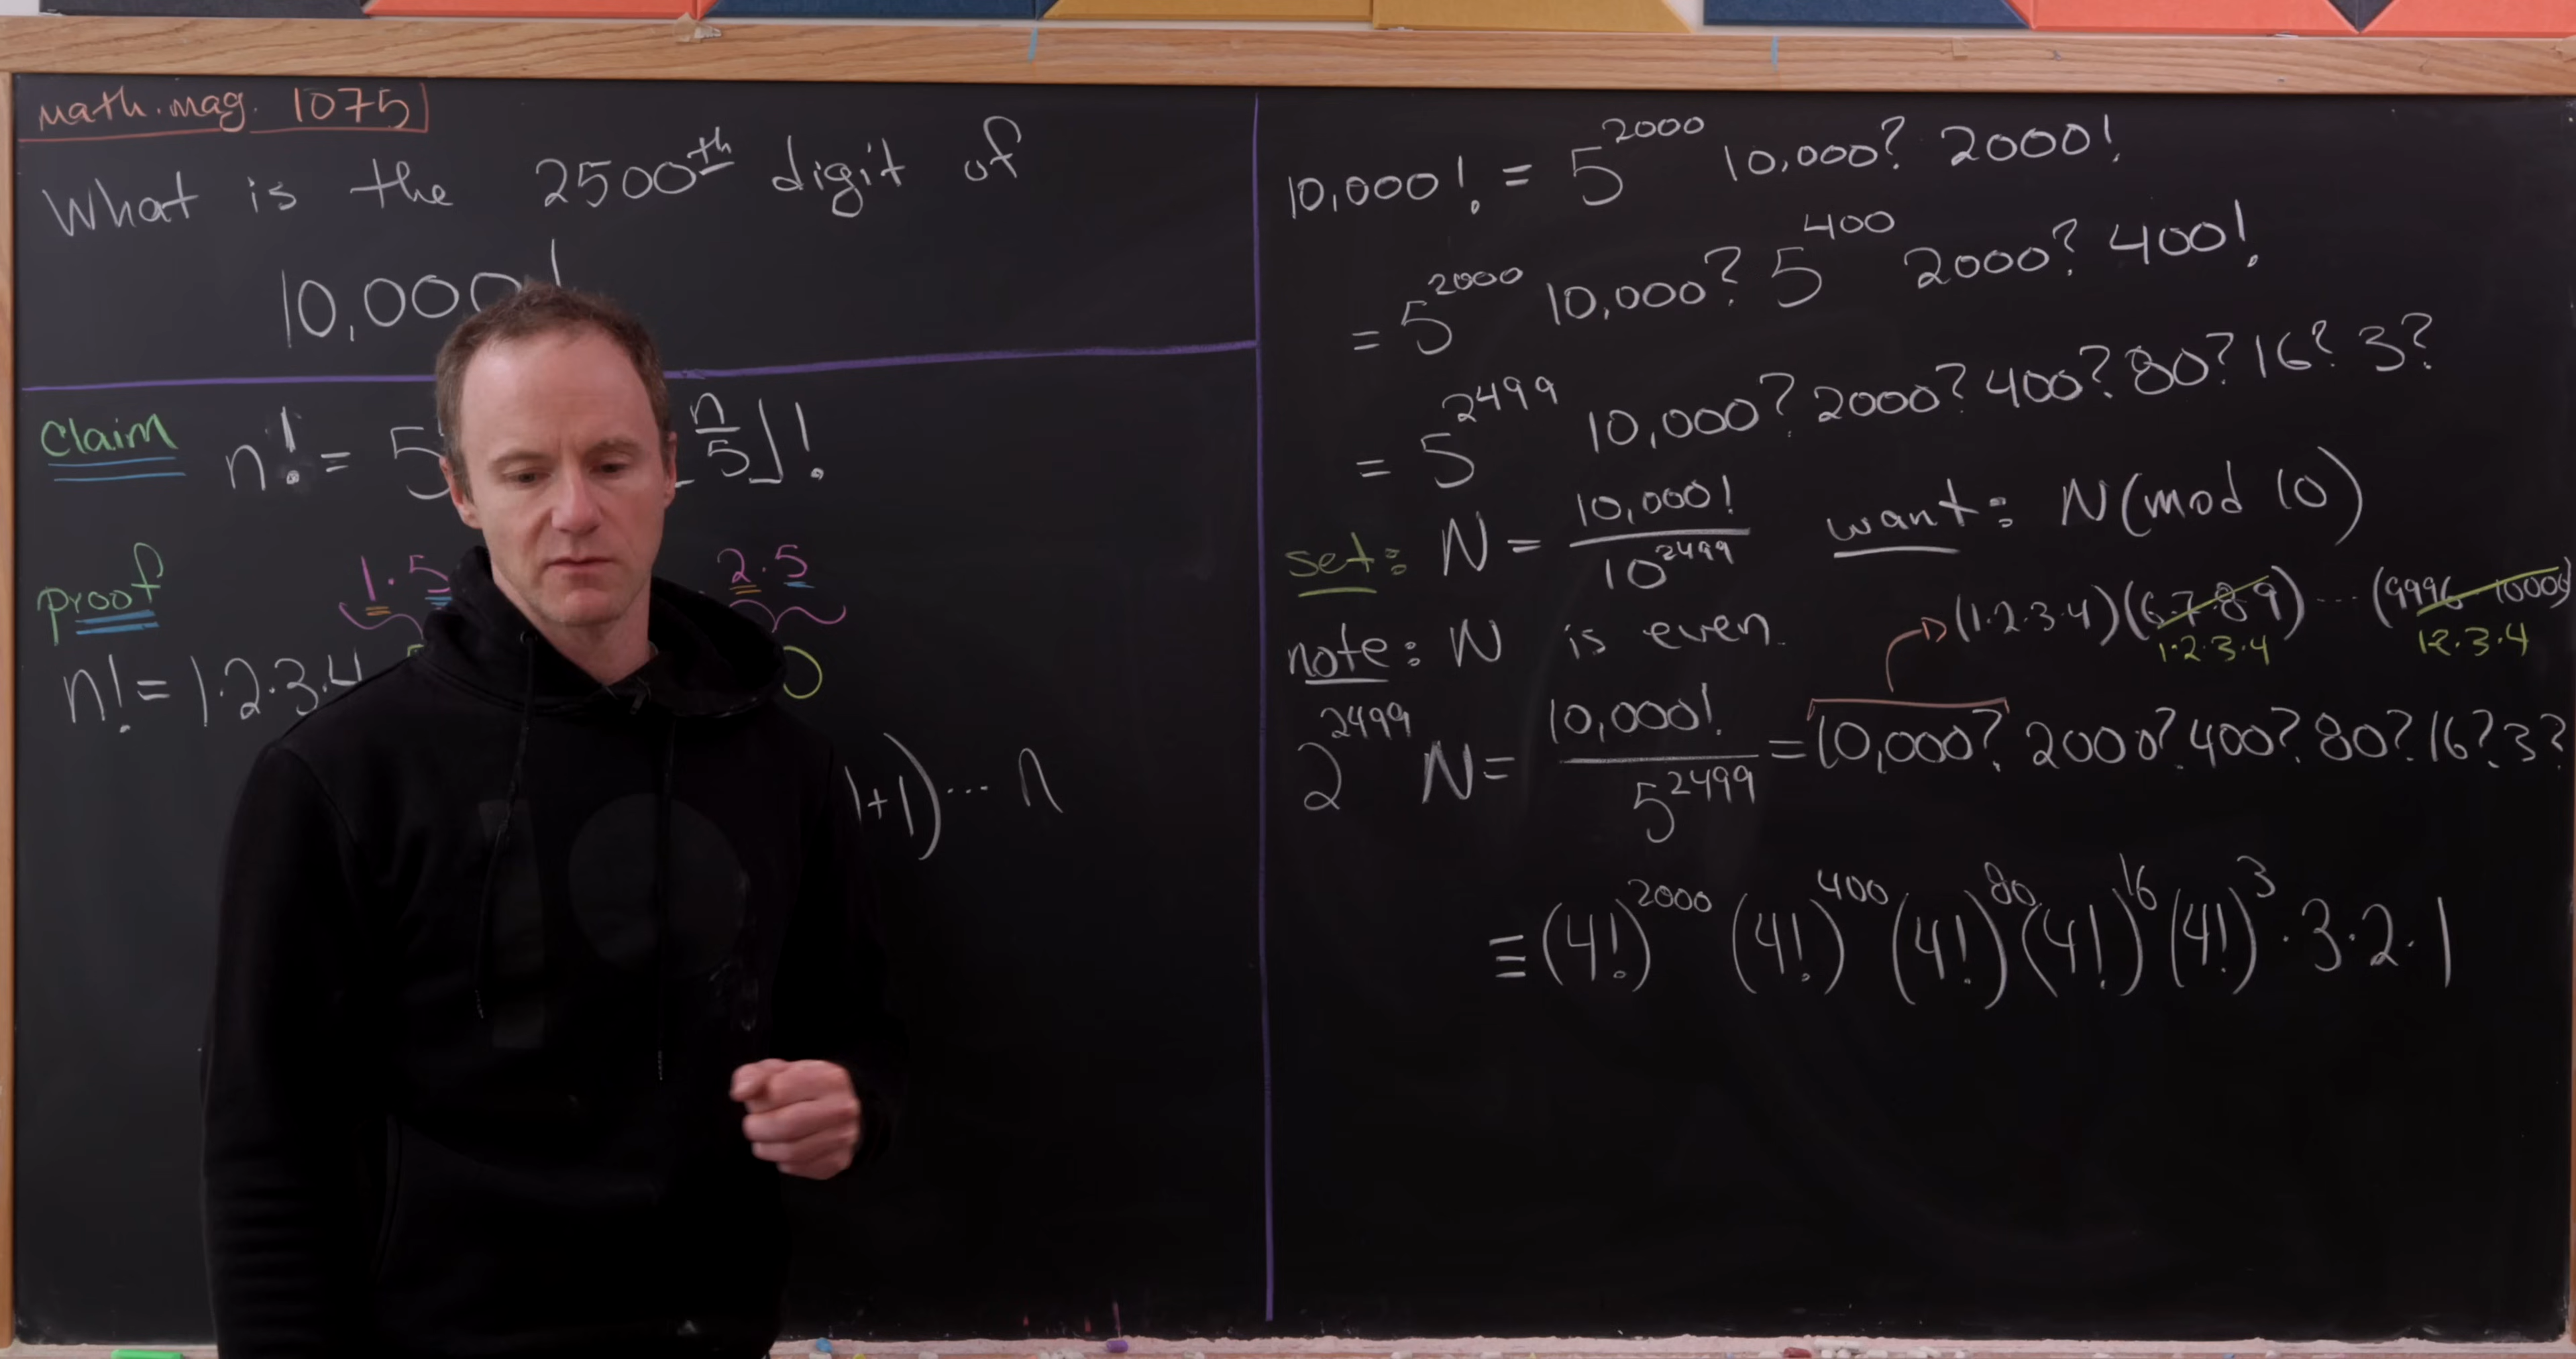 math.mag. 1075
What is the 2500th digit of
10,000!
Claim n! = 5 n/5⌋!
Proof 1·5 2·5
n! = 1·2·3·4 0
+1)··· n
10,000! = 5^2000 10,000? 2000!
= 5^2000 10,000? 5^400 2000? 400!
= 5^2499 10,000? 2000? 400? 80? 16? 3?
set: N = 10,000!/10^2499 want: N(mod 10)
(1·2·3·4)(6·7·8·9)···(9996 10000)
note: N is even. 1·2·3·4 12·3·4
2^2499 N = 10,000!/5^2499 = 10,000? 2000? 400? 80? 16? 3?
≡ (4!)^2000 (4!)^400 (4!)^80 (4!)^16 (4!)^3 · 3·2·1